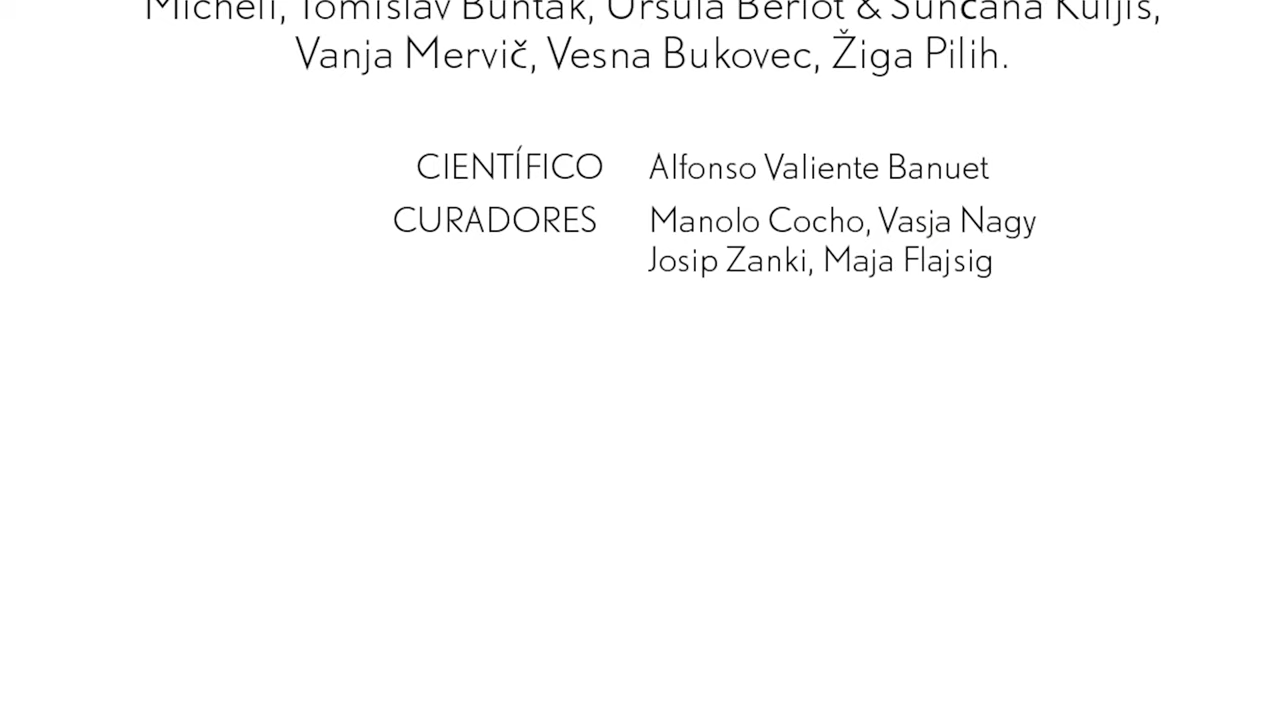 Micheli, Tomislav Buntak, Uršula Berlot & Sunčana Kuljiš,
Vanja Mervič, Vesna Bukovec, Žiga Pilih.
CIENTÍFICO Alfonso Valiente Banuet
CURADORES Manolo Cocho, Vasja Nagy
Josip Zanki, Maja Flajsig